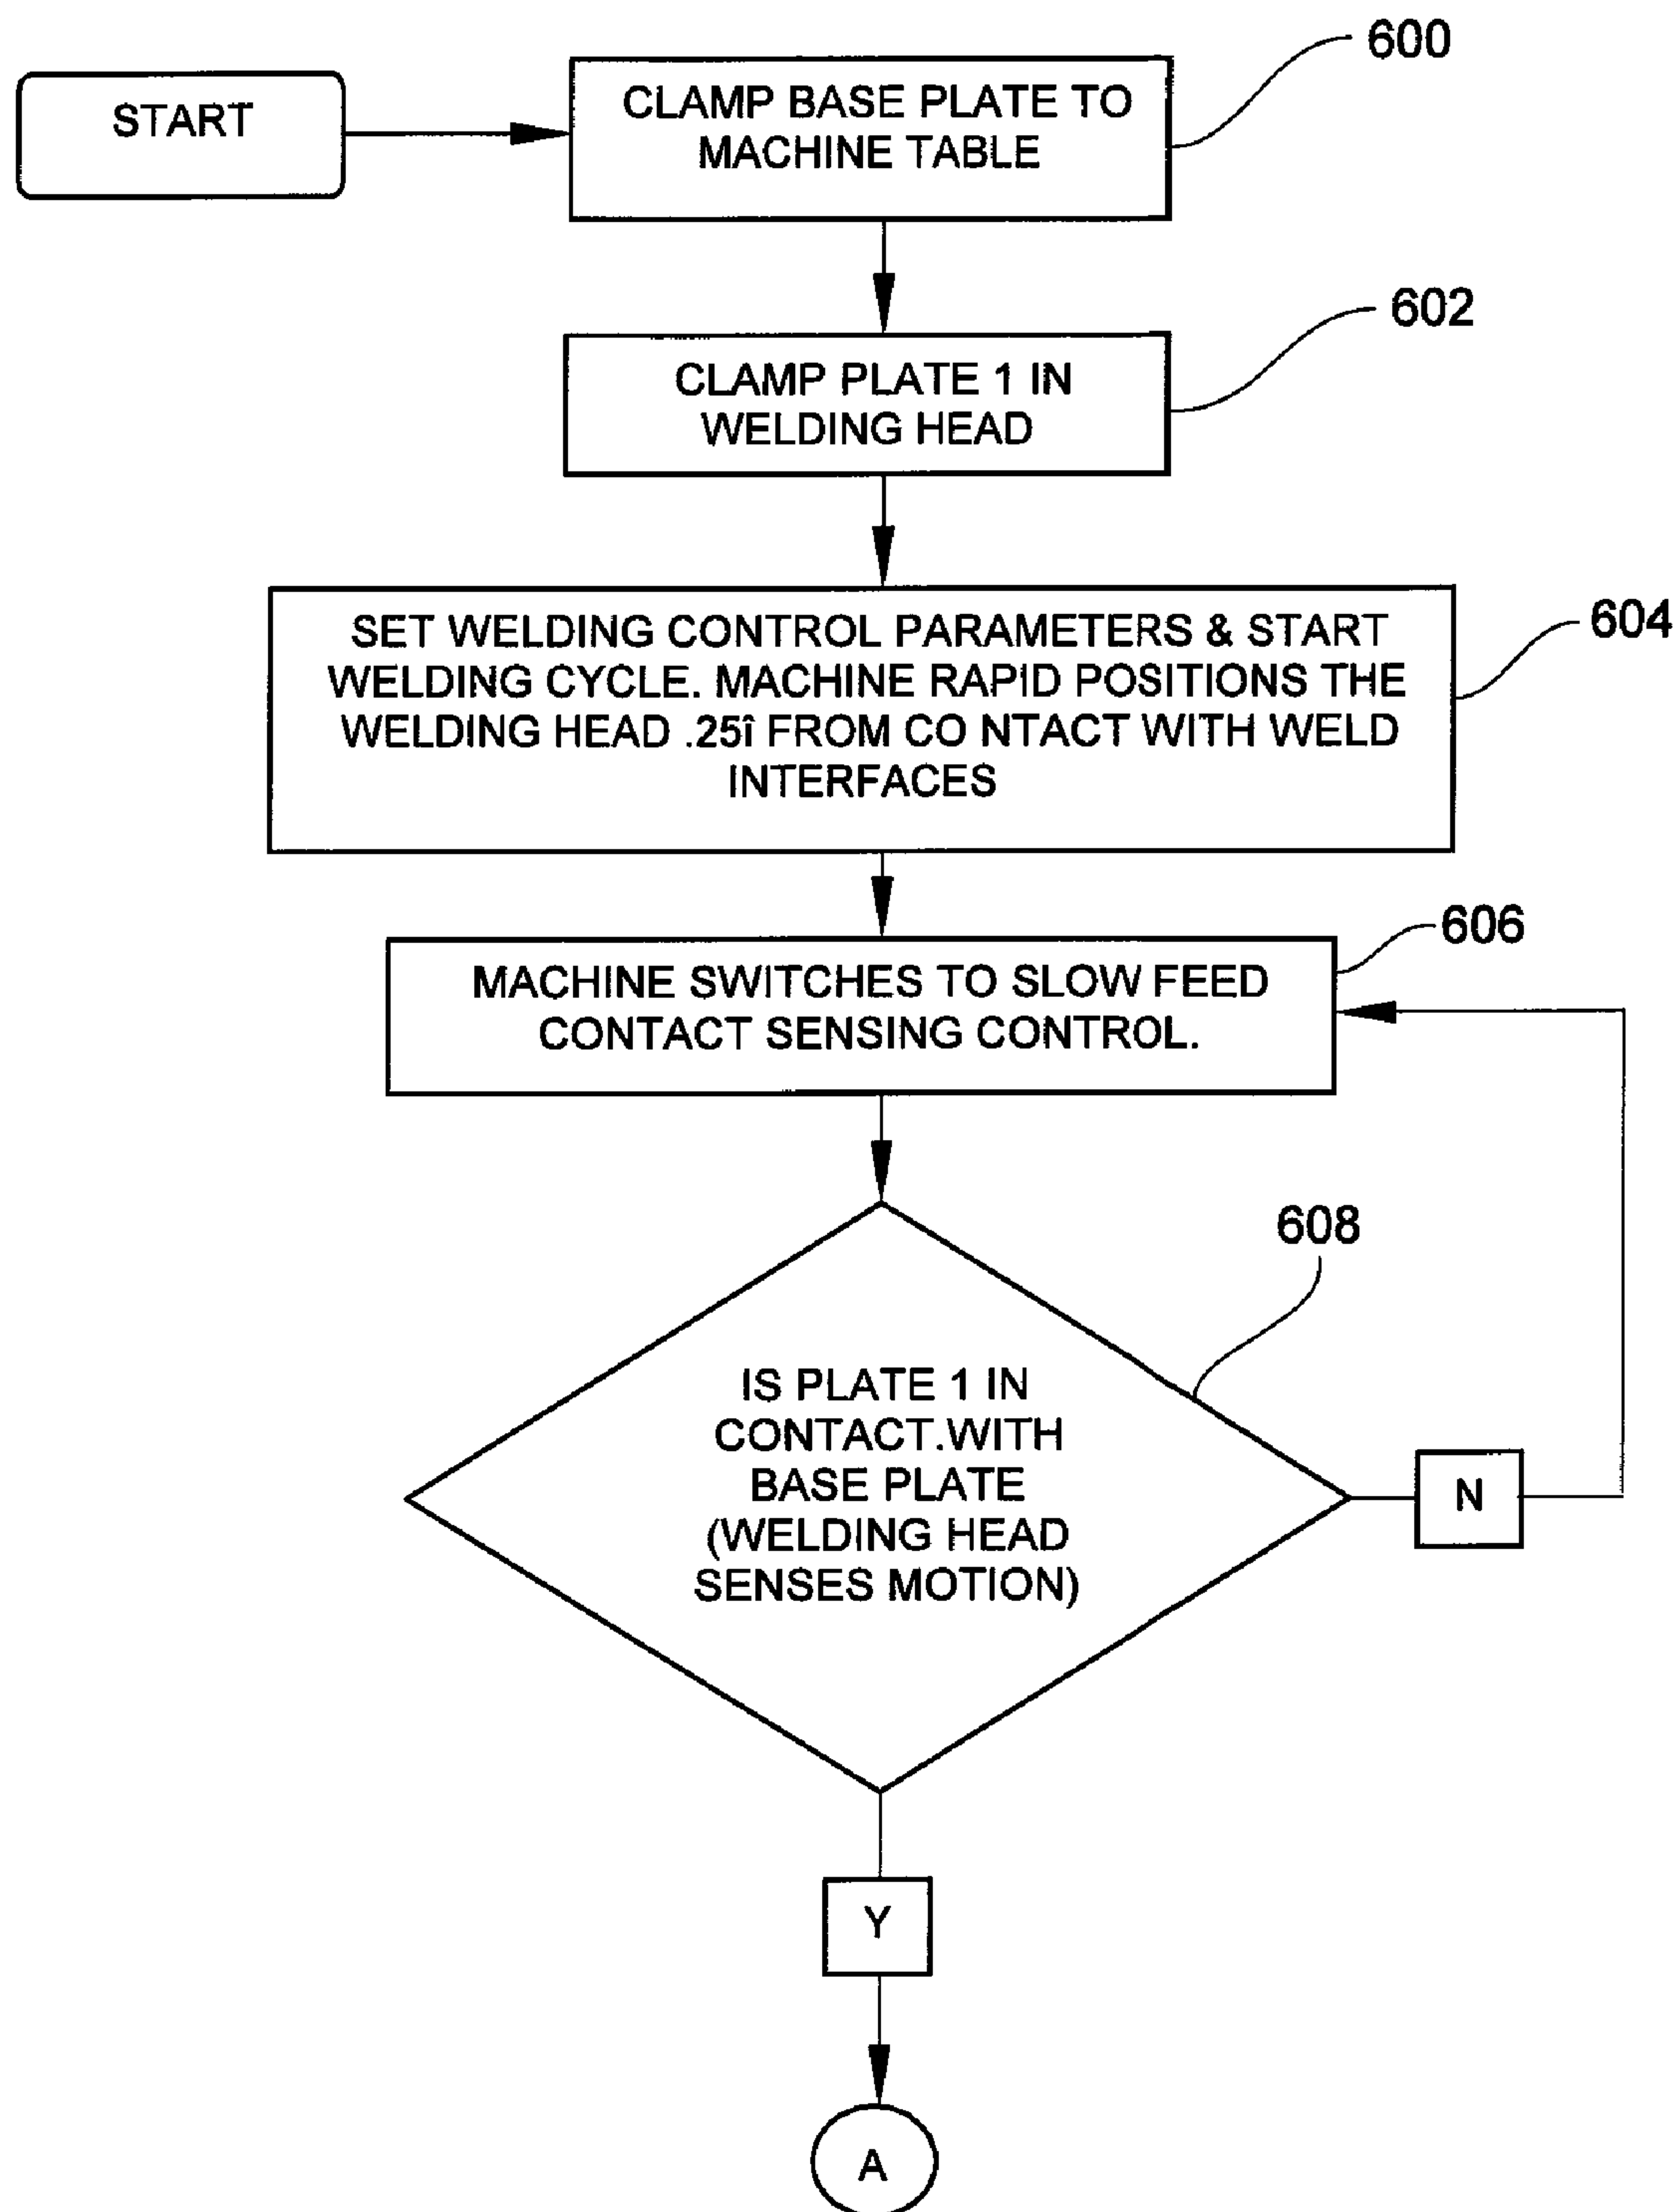 START
CLAMP BASE PLATE TO
MACHINE TABLE
600
CLAMP PLATE 1 IN
WELDING HEAD
602
SET WELDING CONTROL PARAMETERS & START
WELDING CYCLE. MACHINE RAPID POSITIONS THE
WELDING HEAD .25î FROM CO NTACT WITH WELD
INTERFACES
604
MACHINE SWITCHES TO SLOW FEED
CONTACT SENSING CONTROL.
606
IS PLATE 1 IN
CONTACT.WITH
BASE PLATE
(WELDING HEAD
SENSES MOTION)
608
N
Y
A